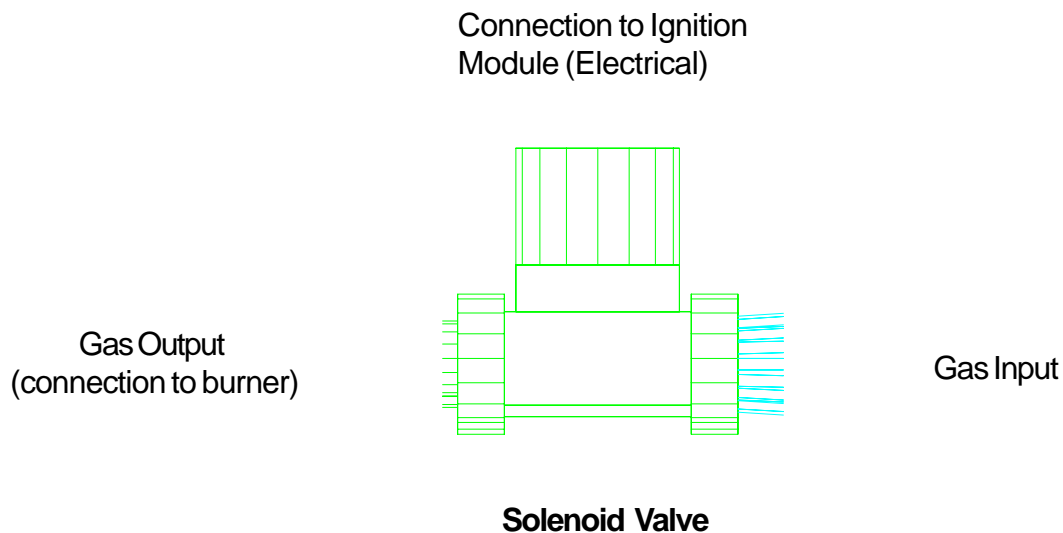 Connection to Ignition
Module (Electrical)
Gas Output
(connection to burner)
Gas Input
Solenoid Valve